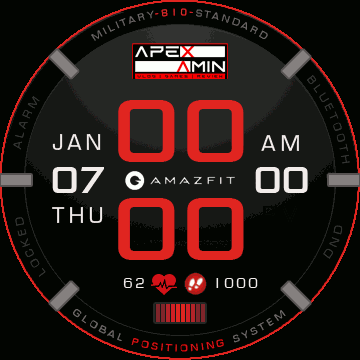 MILITARY-BIO-STANDARD
APEX
AMIN
ALARM
BLUETOOTH
00
JAN
AM
07
AMAZFIT
00
THU
00
LOCKED
DND
62
1000
GLOBAL POSITIONING SYSTEM